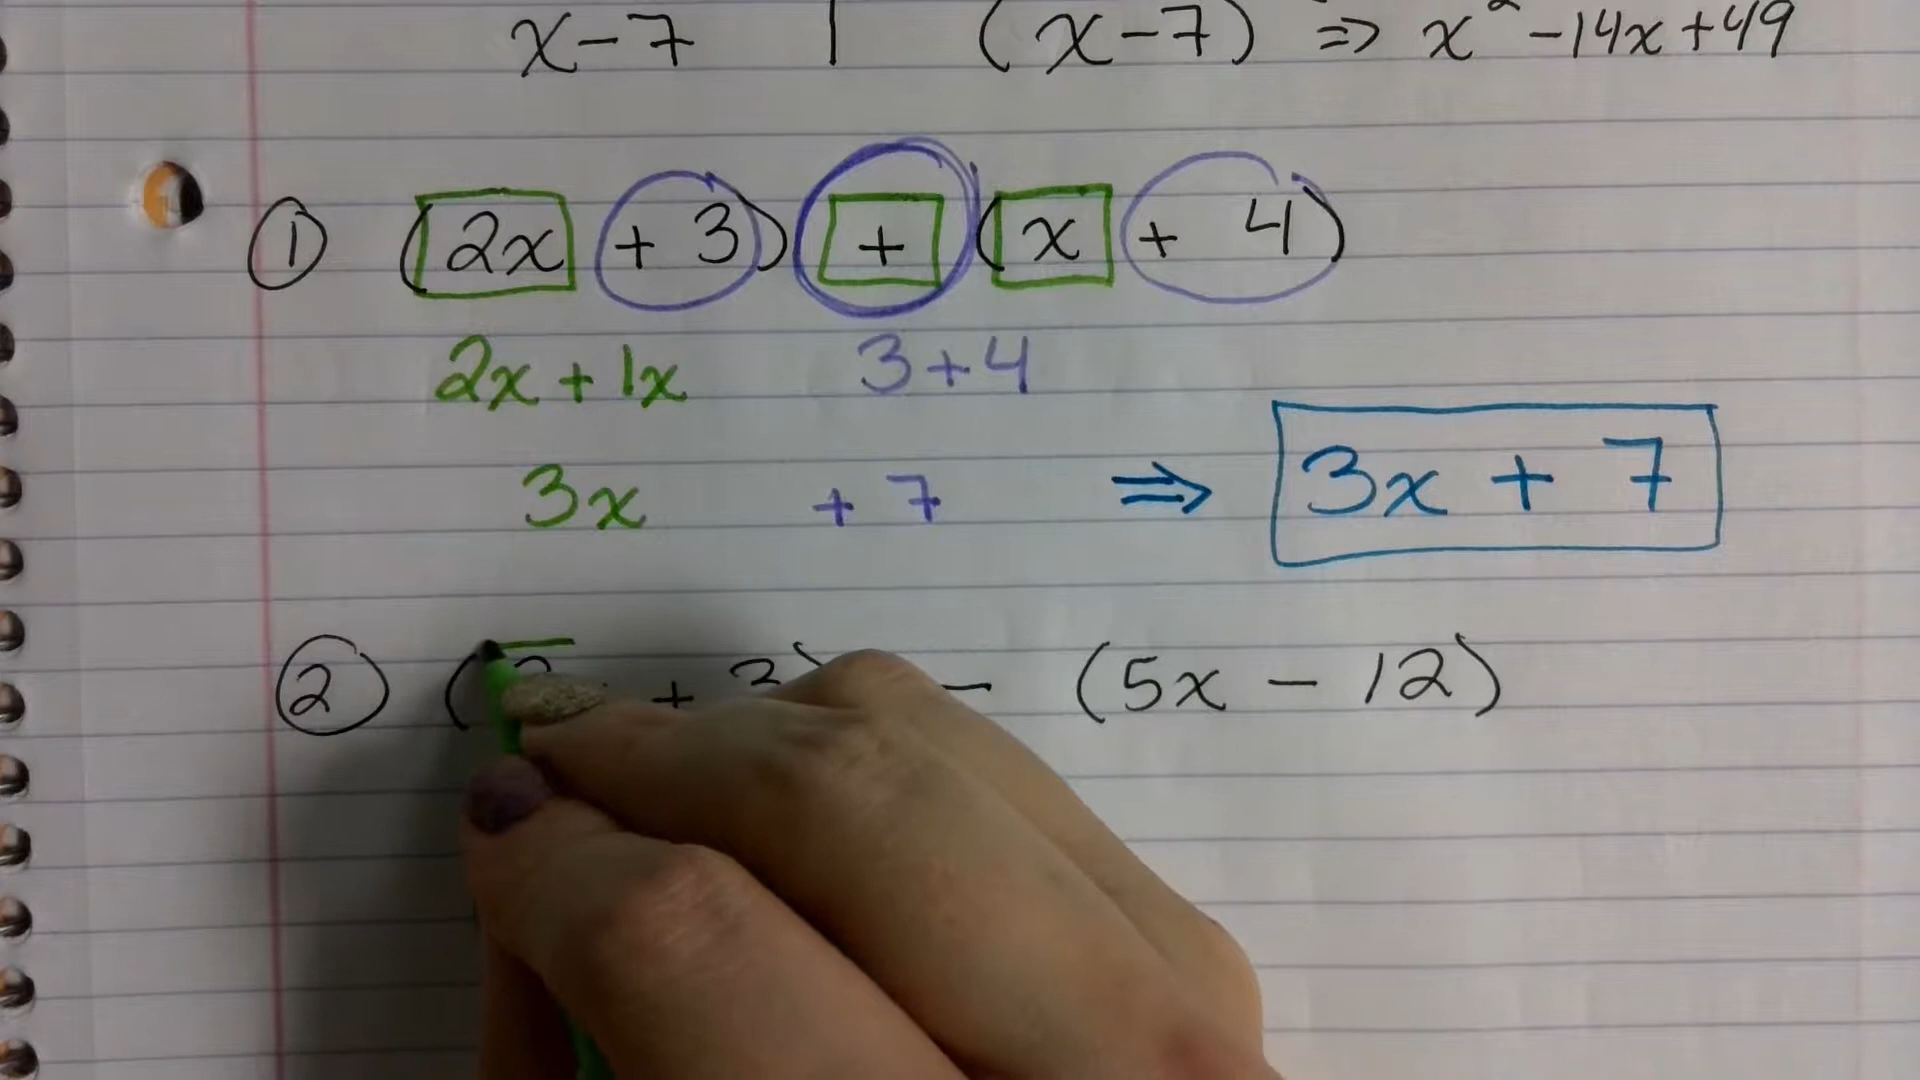 x-7 | (x-7) ⇒ x² -14x+49
① (2x + 3) + (x + 4)
2x + 1x 3+4
3x + 7 ⇒ 3x + 7
② ( + ) - (5x - 12)